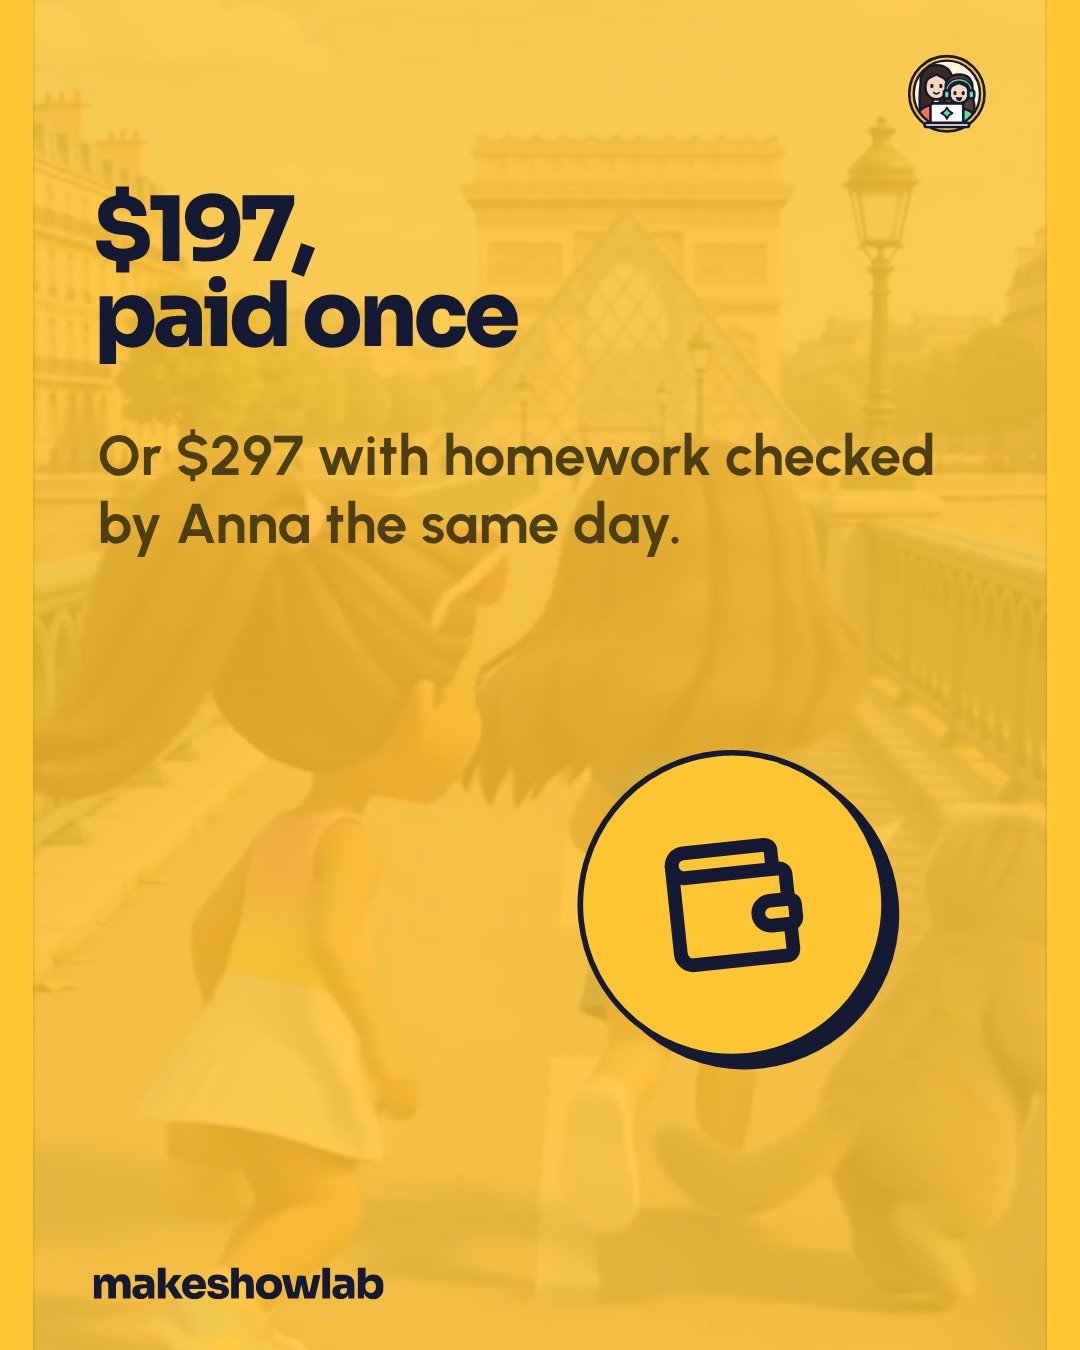 $197,
paid once
Or $297 with homework checked
by Anna the same day.
makeshowlab